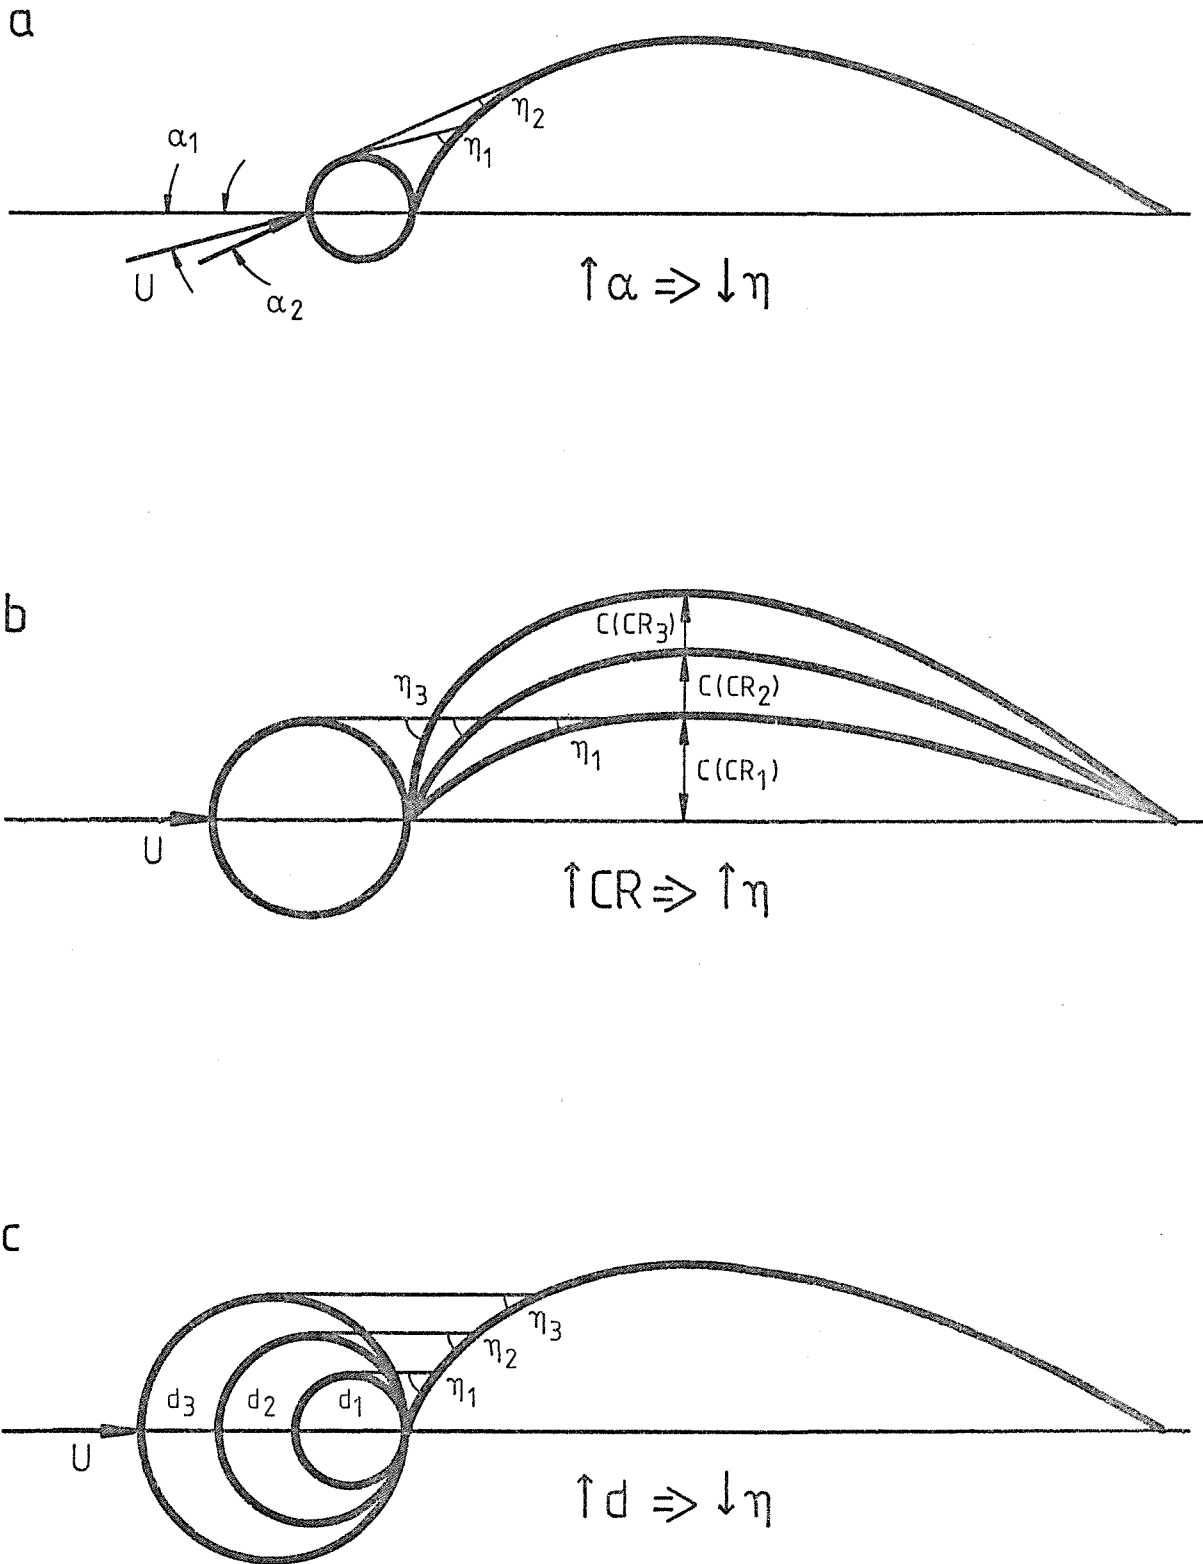 a
η2
α1
η1
U
α2
↑α ⇒ ↓η
b
C(CR3)
η3
C(CR2)
η1
C(CR1)
U
↑CR ⇒ ↑η
c
η3
η2
η1
d3 d2 d1
U
↑d ⇒ ↓η